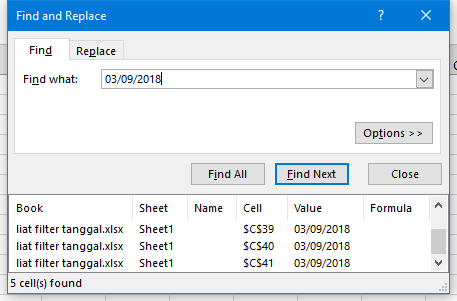 Find and Replace
? ×
Find Replace
Find what: 03/09/2018
Options >>
Find All Find Next Close
Book Sheet Name Cell Value Formula
liat filter tanggal.xlsx Sheet1 $C$39 03/09/2018
liat filter tanggal.xlsx Sheet1 $C$40 03/09/2018
liat filter tanggal.xlsx Sheet1 $C$41 03/09/2018
5 cell(s) found